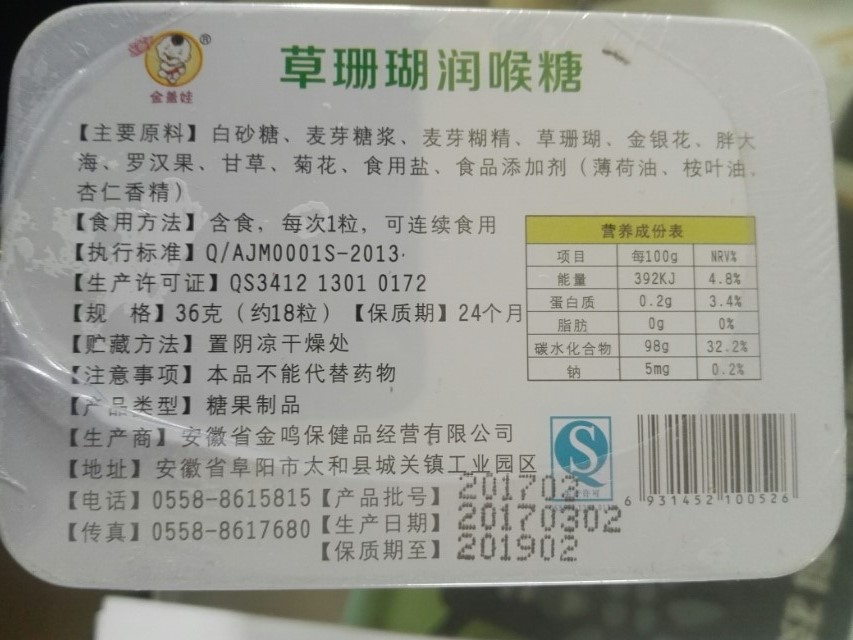 金盖娃
®
草珊瑚润喉糖
【主要原料】白砂糖、麦芽糖浆、麦芽糊精、草珊瑚、金银花、胖大
海、罗汉果、甘草、菊花、食用盐、食品添加剂（薄荷油、桉叶油、
杏仁香精）
【食用方法】含食，每次1粒，可连续食用
【执行标准】Q/AJM0001S-2013
【生产许可证】QS3412 1301 0172
【规 格】36克（约18粒）【保质期】24个月
【贮藏方法】置阴凉干燥处
【注意事项】本品不能代替药物
【产品类型】糖果制品
【生产商】安徽省金鸣保健品经营有限公司
【地址】安徽省阜阳市太和县城关镇工业园区
【电话】0558-8615815【产品批号】201702
【传真】0558-8617680【生产日期】20170302
【保质期至】201902
营养成份表
项目 每100g NRV%
能量 392KJ 4.8%
蛋白质 0.2g 3.4%
脂肪 0g 0%
碳水化合物 98g 32.2%
钠 5mg 0.2%
6 931452 100526